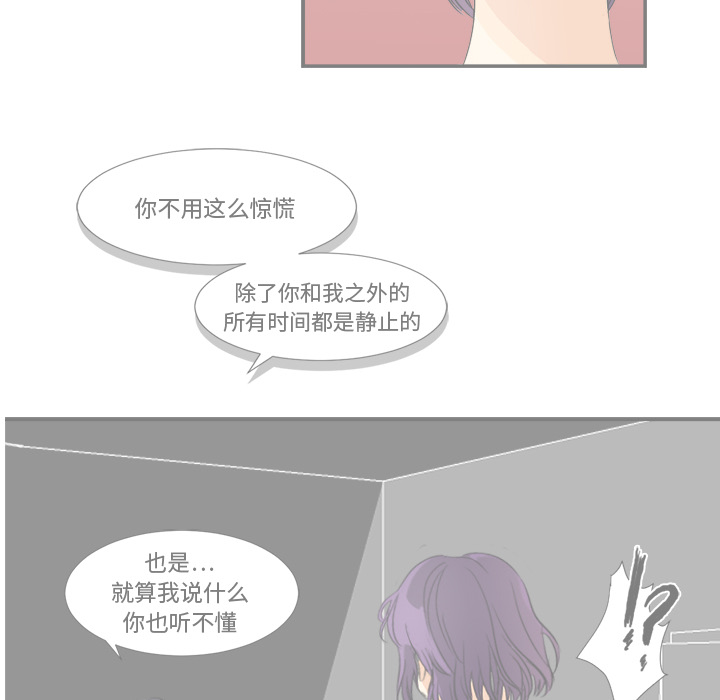 你不用这么惊慌
除了你和我之外的
所有时间都是静止的
也是...
就算我说什么
你也听不懂
!?